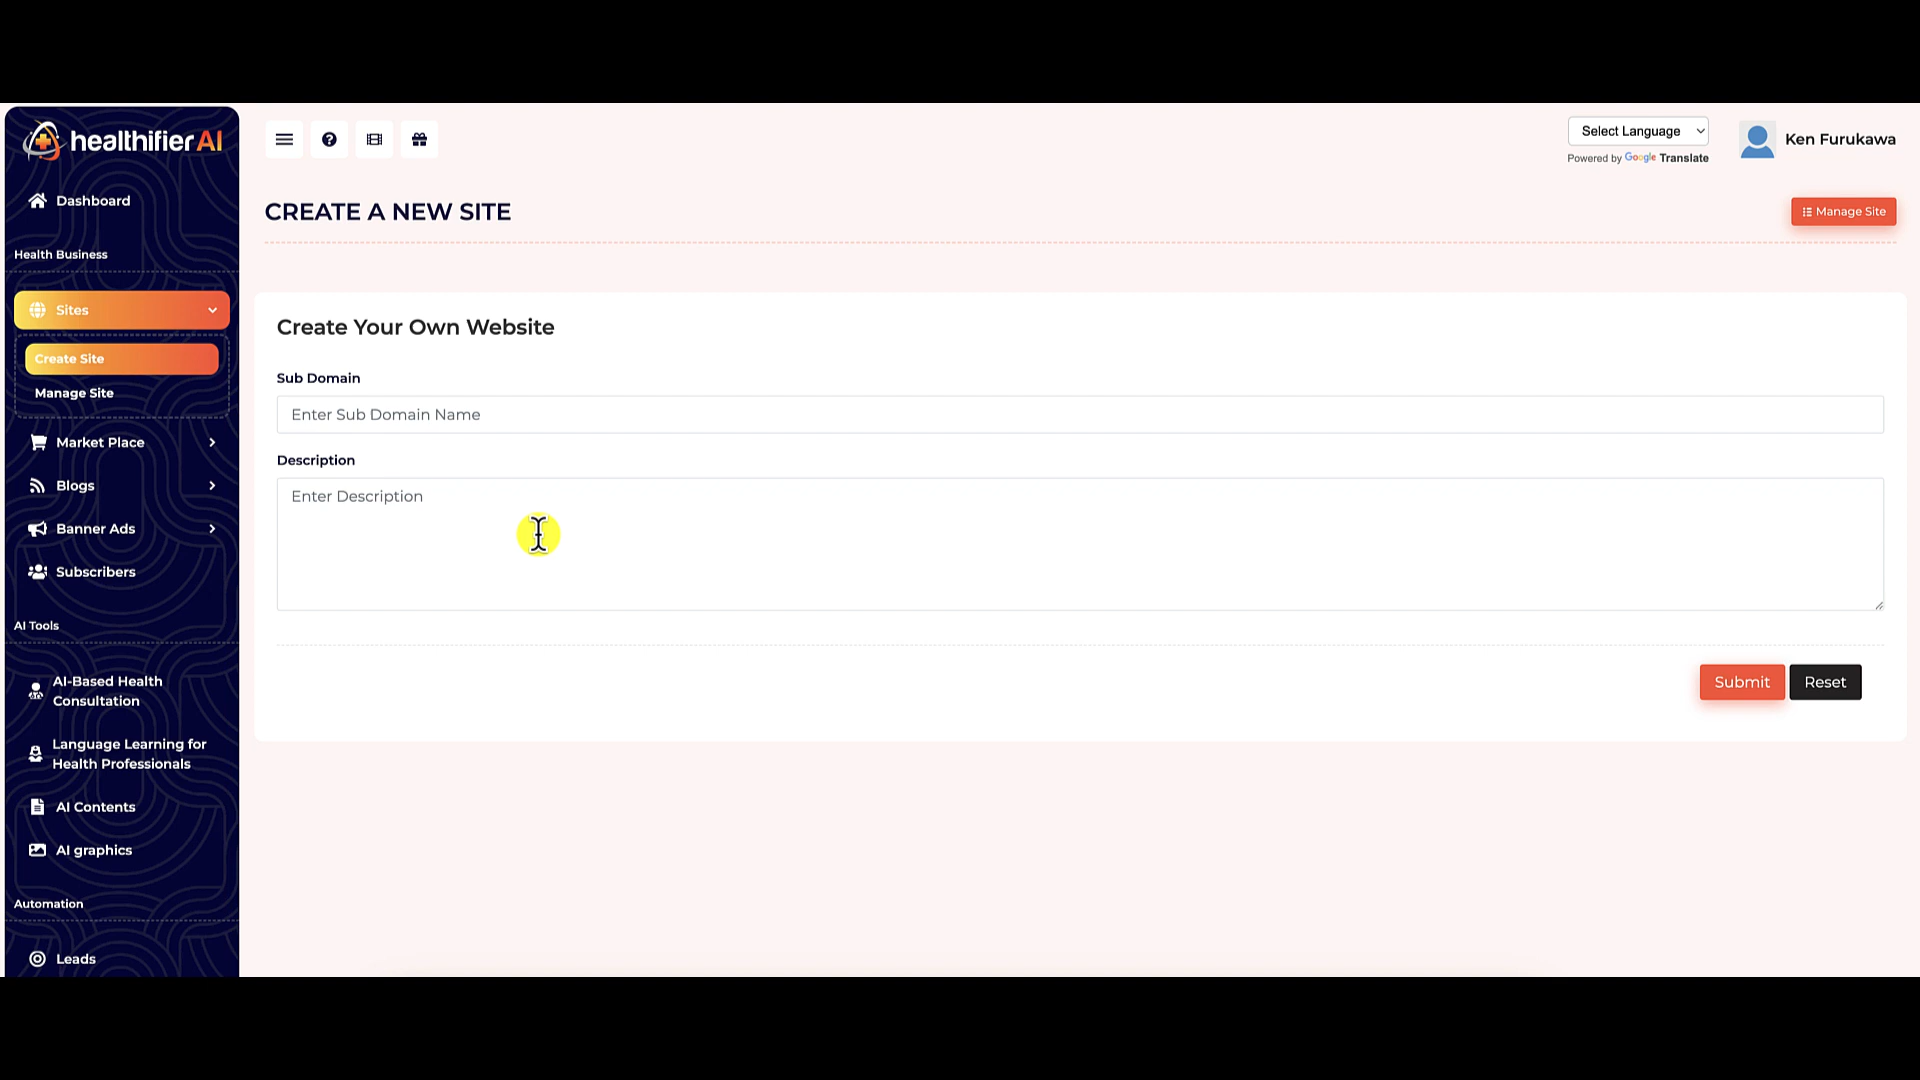 healthifierAI
Select Language
Powered by Google Translate
Ken Furukawa
Dashboard
CREATE A NEW SITE
Manage Site
Health Business
Sites
Create Site
Manage Site
Market Place
Blogs
Banner Ads
Subscribers
AI Tools
AI-Based Health
Consultation
Language Learning for
Health Professionals
AI Contents
AI graphics
Automation
Leads
Create Your Own Website
Sub Domain
Enter Sub Domain Name
Description
Enter Description
Submit
Reset